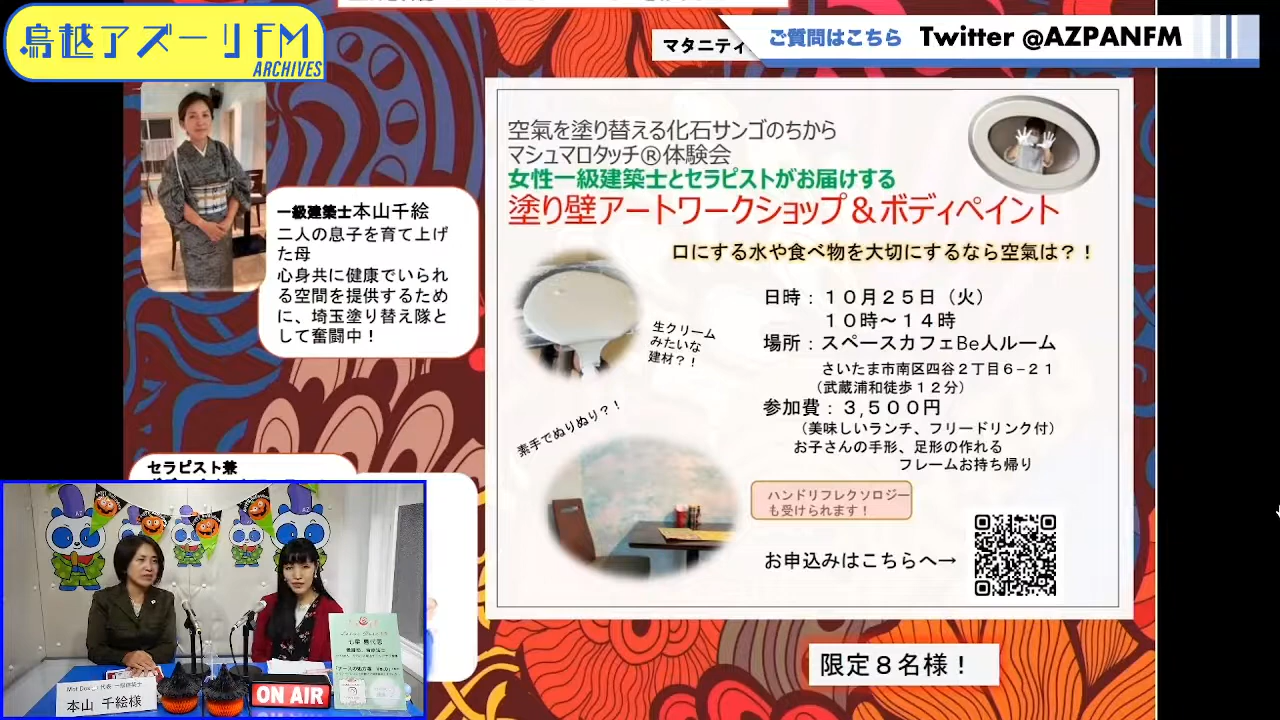 鳥越アズーリFM
ARCHIVES
ご質問はこちら Twitter @AZPANFM
マタニティ
空氣を塗り替える化石サンゴのちから
マシュマロタッチ®体験会
女性一級建築士とセラピストがお届けする
塗り壁アートワークショップ＆ボディペイント
口にする水や食べ物を大切にするなら空氣は？！
一級建築士本山千絵
二人の息子を育て上げ
た母
心身共に健康でいられ
る空間を提供するため
に、埼玉塗り替え隊と
して奮闘中！
生クリーム
みたいな
建材？！
日時：１０月２５日（火）
１０時～１４時
場所：スペースカフェBe人ルーム
さいたま市南区四谷２丁目６−２１
（武蔵浦和徒歩１２分）
参加費：３,５００円
（美味しいランチ、フリードリンク付）
お子さんの手形、足形の作れる
フレームお持ち帰り
素手でぬりぬり？！
ハンドリフレクソロジー
も受けられます！
お申込みはこちらへ→
限定８名様！
セラピスト兼
代表 一級建築士
本山 千絵様
ON AIR